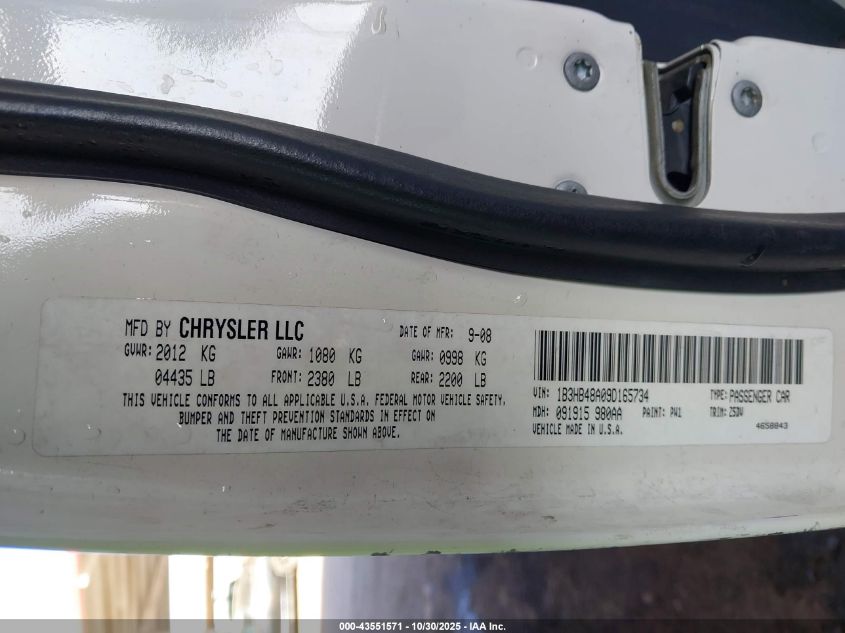 MFD BY CHRYSLER LLC DATE OF MFR: 9-08
GVWR: 2012 KG GAWR: 1080 KG GAWR: 0998 KG
04435 LB FRONT: 2380 LB REAR: 2200 LB
THIS VEHICLE CONFORMS TO ALL APPLICABLE U.S.A. FEDERAL MOTOR VEHICLE SAFETY,
BUMPER AND THEFT PREVENTION STANDARDS IN EFFECT ON
THE DATE OF MANUFACTURE SHOWN ABOVE.
VIN: 1B3HB48A09D165734 TYPE: PASSENGER CAR
MDH: 091915 980AA PAINT: PW1 TRIM: Z5DV
VEHICLE MADE IN U.S.A. 4658843
000-43551571 - 10/30/2025 - IAA Inc.